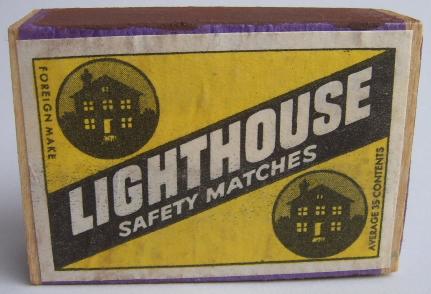 FOREIGN MAKE
LIGHTHOUSE
SAFETY MATCHES
AVERAGE 35 CONTENTS